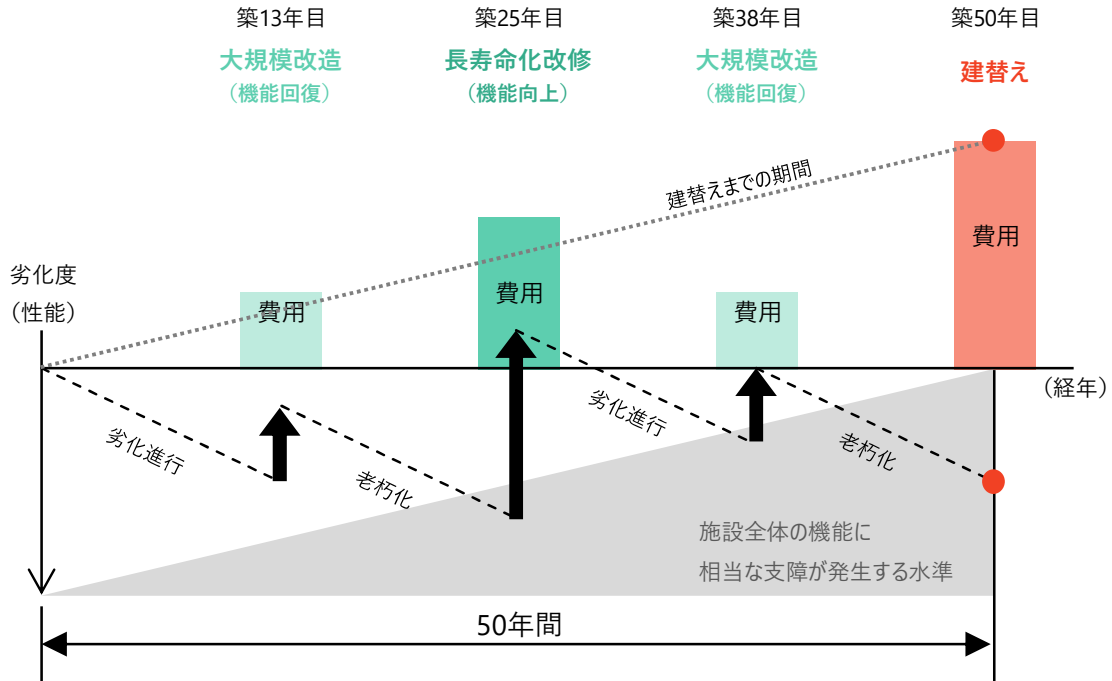 築13年目
大規模改造
（機能回復）
築25年目
長寿命化改修
（機能向上）
築38年目
大規模改造
（機能回復）
築50年目
建替え
建替えまでの期間
費用
費用
費用
費用
劣化度
（性能）
（経年）
劣化進行
老朽化
劣化進行
老朽化
施設全体の機能に
相当な支障が発生する水準
50年間